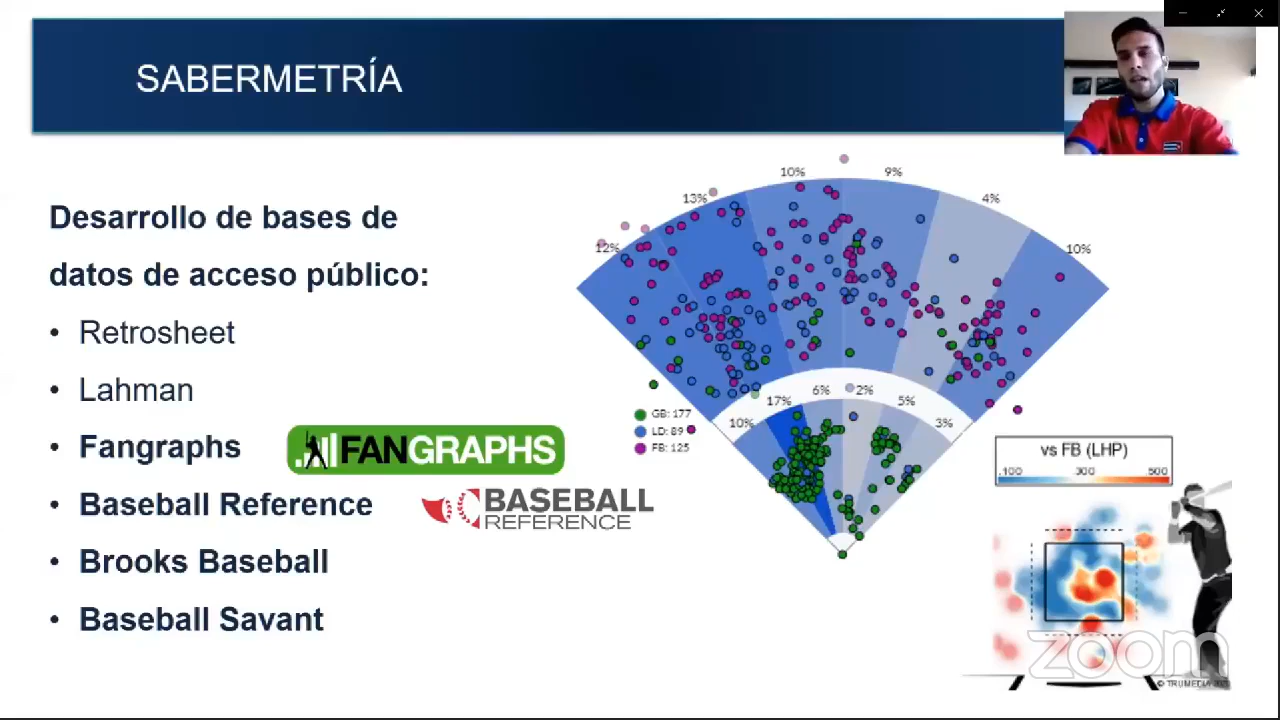 SABERMETRÍA
Desarrollo de bases de
datos de acceso público:
• Retrosheet
• Lahman
• Fangraphs
FANGRAPHS
• Baseball Reference
BASEBALL
REFERENCE
• Brooks Baseball
• Baseball Savant
12%
13%
10%
9%
4%
10%
10%
17%
6%
2%
5%
3%
GB: 177
LD: 89
FB: 125
vs FB (LHP)
.100 .300 .500
zoom
© TRUMEDIA